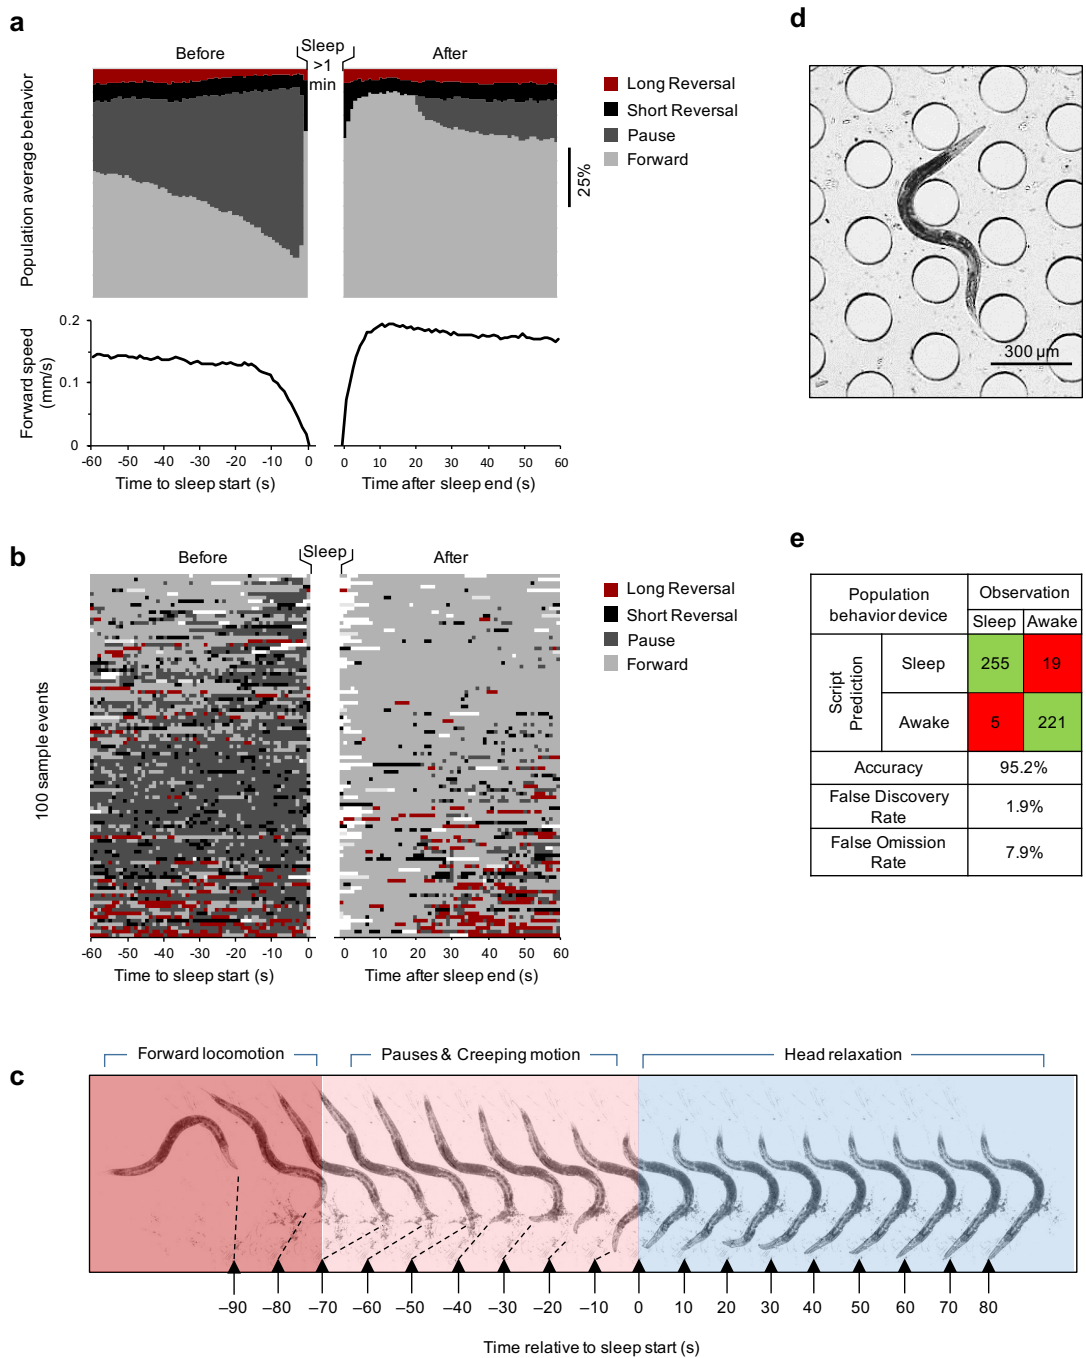 a
Before
Sleep
>1
min
After
Population average behavior
Long Reversal
Short Reversal
Pause
Forward
25%
Forward speed
(mm/s)
0.2
0.1
0
-60 -50 -40 -30 -20 -10 0
Time to sleep start (s)
0 10 20 30 40 50 60
Time after sleep end (s)
d
300 µm
b
Before
Sleep
After
100 sample events
Long Reversal
Short Reversal
Pause
Forward
-60 -50 -40 -30 -20 -10 0
Time to sleep start (s)
0 10 20 30 40 50 60
Time after sleep end (s)
e
Population
behavior device
Observation
Sleep Awake
Script
Prediction
Sleep 255 19
Awake 5 221
Accuracy 95.2%
False Discovery
Rate
1.9%
False Omission
Rate
7.9%
c
Forward locomotion
Pauses & Creeping motion
Head relaxation
–90 –80 –70 –60 –50 –40 –30 –20 –10 0 10 20 30 40 50 60 70 80
Time relative to sleep start (s)